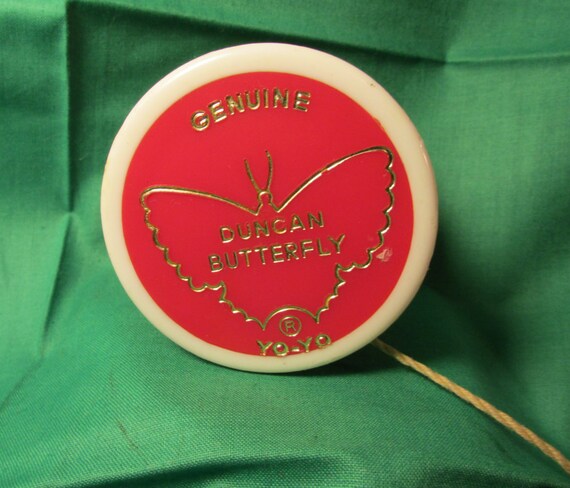 GENUINE
DUNCAN
BUTTERFLY
®
YO-YO